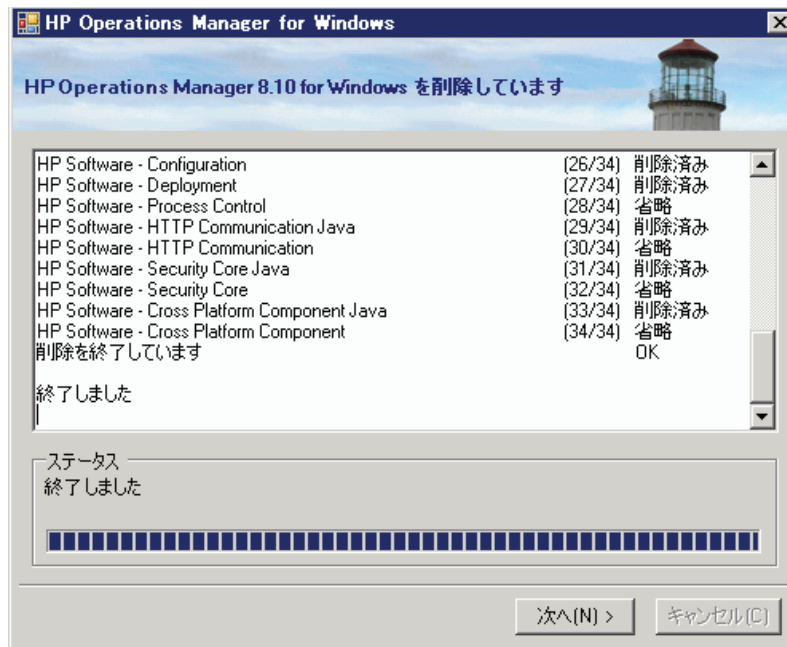 HP Operations Manager for Windows
HP Operations Manager 8.10 for Windows を削除しています
HP Software - Configuration (26/34) 削除済み
HP Software - Deployment (27/34) 削除済み
HP Software - Process Control (28/34) 省略
HP Software - HTTP Communication Java (29/34) 削除済み
HP Software - HTTP Communication (30/34) 省略
HP Software - Security Core Java (31/34) 削除済み
HP Software - Security Core (32/34) 省略
HP Software - Cross Platform Component Java (33/34) 削除済み
HP Software - Cross Platform Component (34/34) 省略
削除を終了しています OK
終了しました
ステータス
終了しました
次へ(N) >
キャンセル(C)